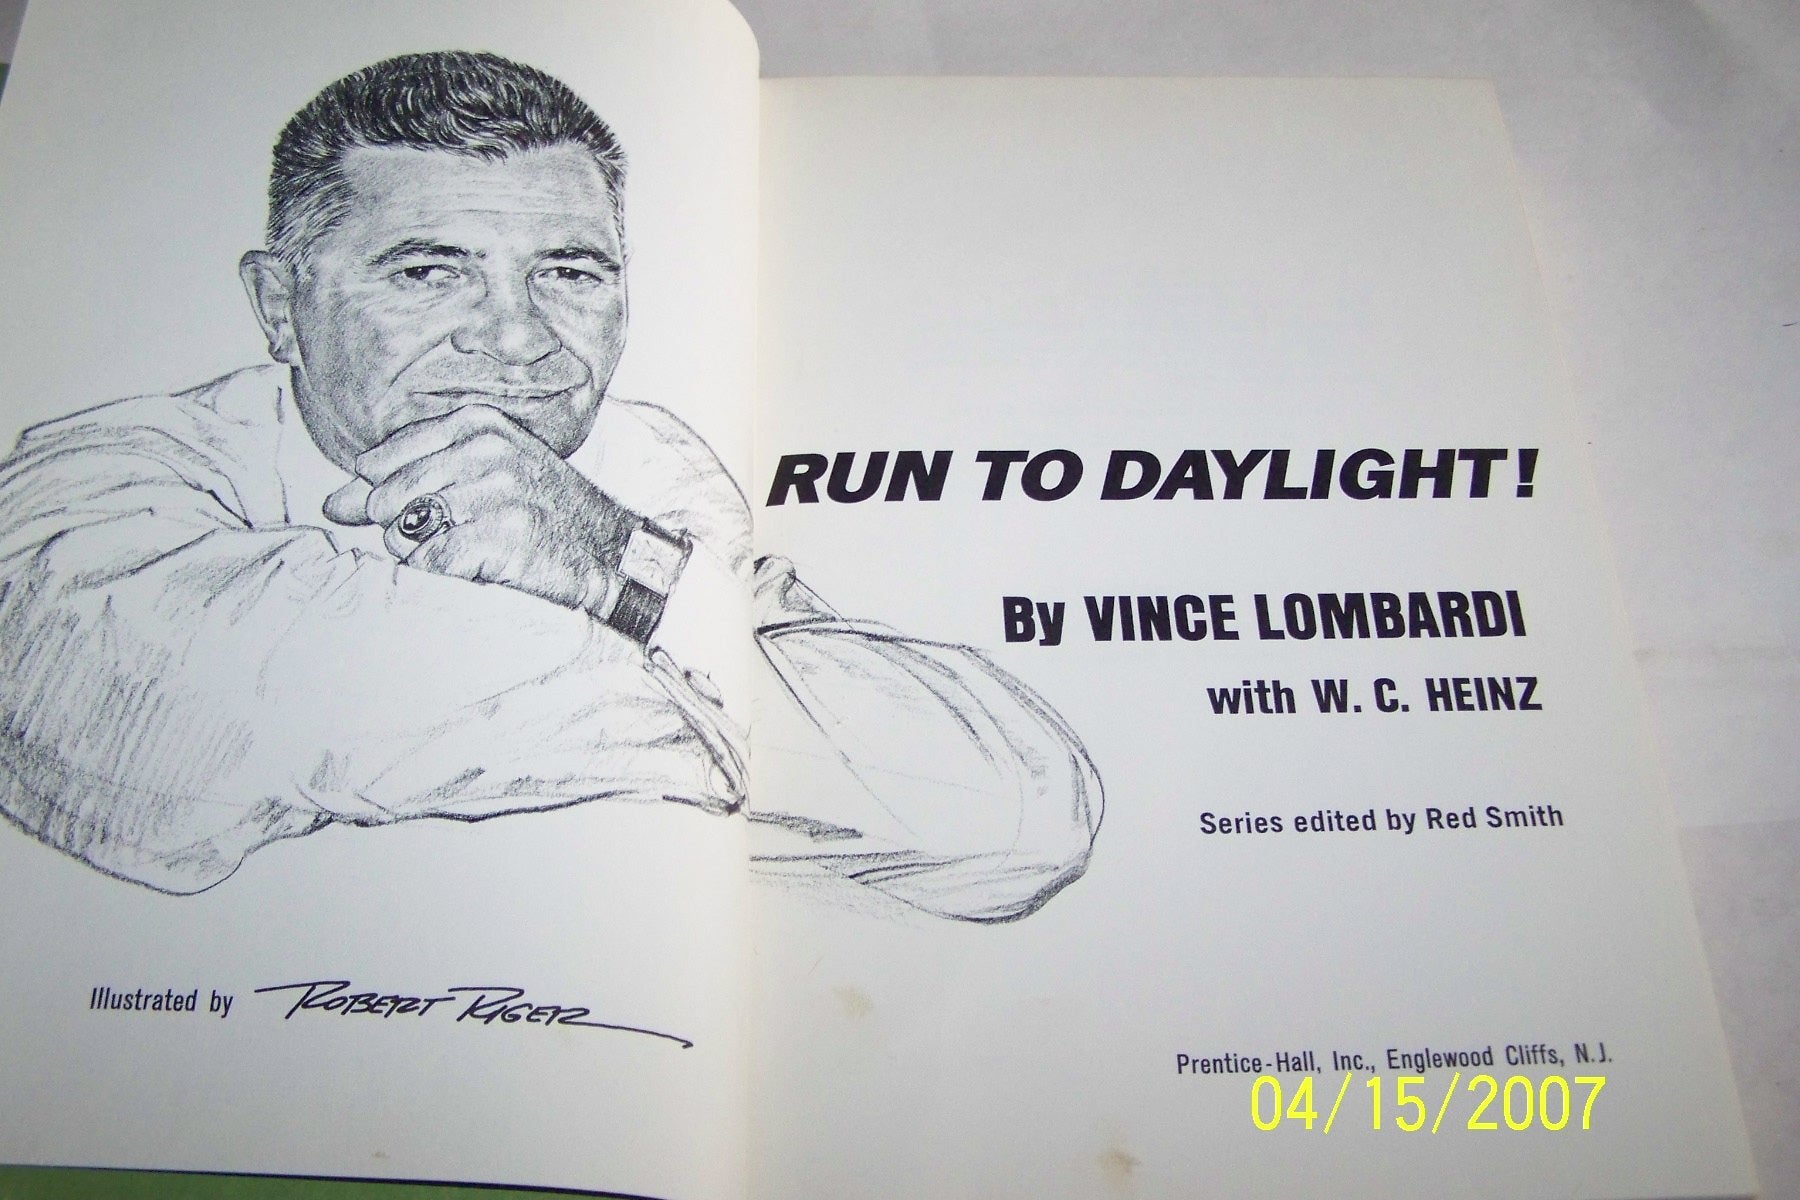 RUN TO DAYLIGHT!
By VINCE LOMBARDI
with W. C. HEINZ
Series edited by Red Smith
Illustrated by ROBERT RIGER
Prentice-Hall, Inc., Englewood Cliffs, N.J.
04/15/2007